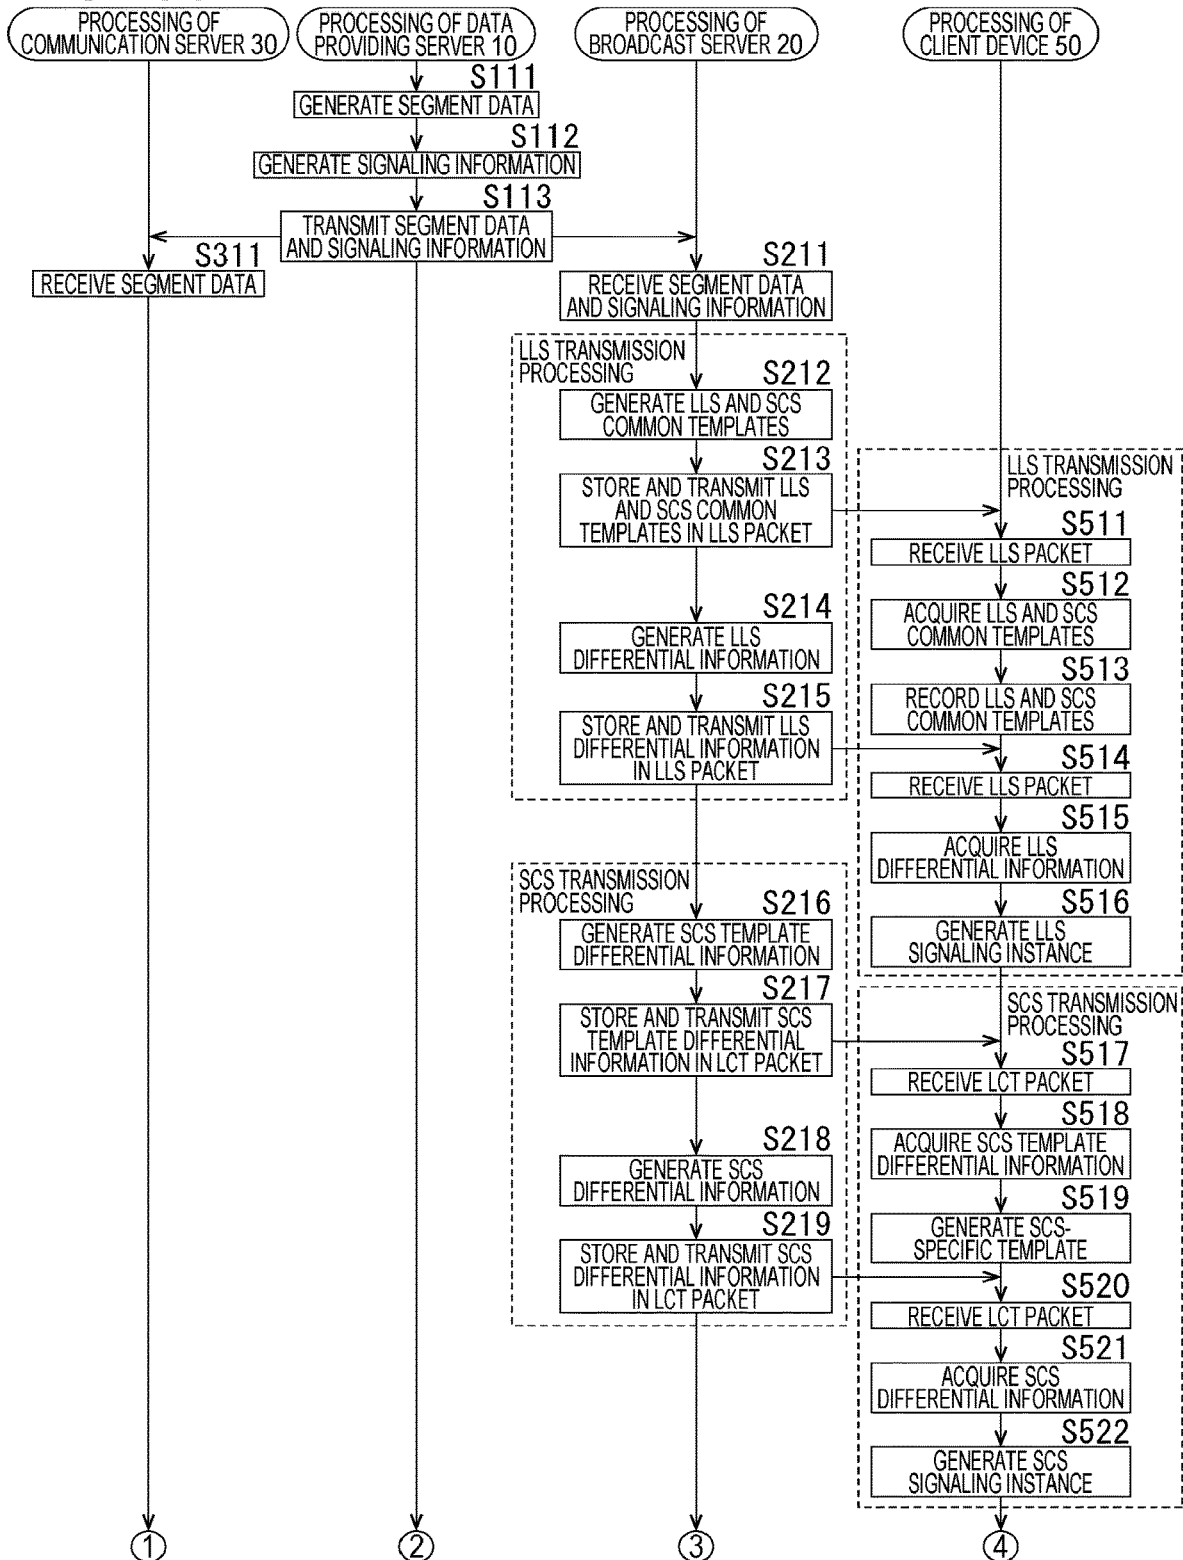 PROCESSING OF
COMMUNICATION SERVER 30
PROCESSING OF DATA
PROVIDING SERVER 10
PROCESSING OF
BROADCAST SERVER 20
PROCESSING OF
CLIENT DEVICE 50
S111
GENERATE SEGMENT DATA
S112
GENERATE SIGNALING INFORMATION
S113
TRANSMIT SEGMENT DATA
AND SIGNALING INFORMATION
S311
RECEIVE SEGMENT DATA
S211
RECEIVE SEGMENT DATA
AND SIGNALING INFORMATION
LLS TRANSMISSION
PROCESSING
S212
GENERATE LLS AND SCS
COMMON TEMPLATES
S213
STORE AND TRANSMIT LLS
AND SCS COMMON
TEMPLATES IN LLS PACKET
S214
GENERATE LLS
DIFFERENTIAL INFORMATION
S215
STORE AND TRANSMIT LLS
DIFFERENTIAL INFORMATION
IN LLS PACKET
LLS TRANSMISSION
PROCESSING
S511
RECEIVE LLS PACKET
S512
ACQUIRE LLS AND SCS
COMMON TEMPLATES
S513
RECORD LLS AND SCS
COMMON TEMPLATES
S514
RECEIVE LLS PACKET
S515
ACQUIRE LLS
DIFFERENTIAL INFORMATION
S516
GENERATE LLS
SIGNALING INSTANCE
SCS TRANSMISSION
PROCESSING
S216
GENERATE SCS TEMPLATE
DIFFERENTIAL INFORMATION
S217
STORE AND TRANSMIT SCS
TEMPLATE DIFFERENTIAL
INFORMATION IN LCT PACKET
S218
GENERATE SCS
DIFFERENTIAL INFORMATION
S219
STORE AND TRANSMIT SCS
DIFFERENTIAL INFORMATION
IN LCT PACKET
SCS TRANSMISSION
PROCESSING
S517
RECEIVE LCT PACKET
S518
ACQUIRE SCS TEMPLATE
DIFFERENTIAL INFORMATION
S519
GENERATE SCS-
SPECIFIC TEMPLATE
S520
RECEIVE LCT PACKET
S521
ACQUIRE SCS
DIFFERENTIAL INFORMATION
S522
GENERATE SCS
SIGNALING INSTANCE
1
2
3
4